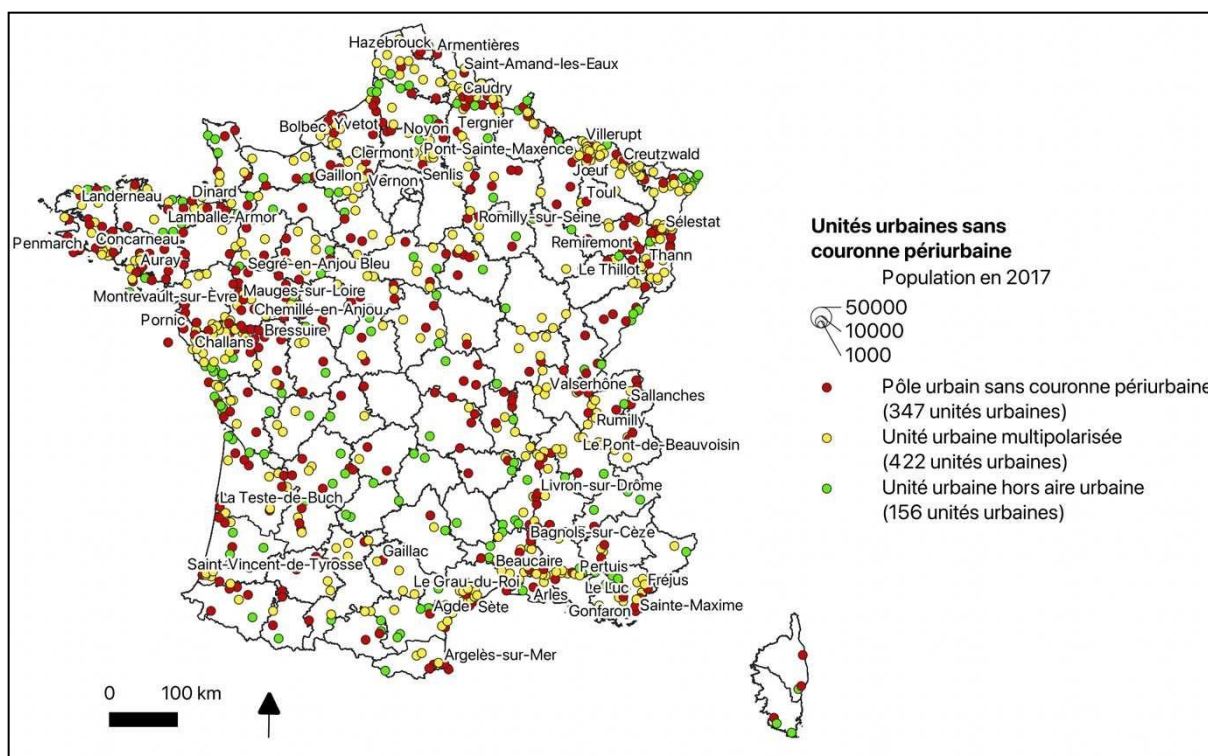 Hazebrouck
Armentières
Saint-Amand-les-Eaux
Caudry
Bolbec
Yvetot
Noyon
Tergnier
Villerupt
Clermont
Pont-Sainte-Maxence
Creutzwald
Gaillon
Vernon
Senlis
Jœuf
Toul
Landerneau
Dinard
Lamballe-Armor
Romilly-sur-Seine
Sélestat
Penmarch
Concarneau
Remiremont
Auray
Segré-en-Anjou Bleu
Le Thillot
Thann
Montrevault-sur-Èvre
Mauges-sur-Loire
Chemillé-en-Anjou
Pornic
Bressuire
Challans
Valserhône
Sallanches
Rumilly
Le Pont-de-Beauvoisin
La Teste-de-Buch
Livron-sur-Drôme
Bagnols-sur-Cèze
Saint-Vincent-de-Tyrosse
Gaillac
Beaucaire
Pertuis
Le Grau-du-Roi
Le Luc
Fréjus
Agde
Sète
Arles
Gonfaron
Sainte-Maxime
Argelès-sur-Mer
0 100 km
Unités urbaines sans
couronne périurbaine
Population en 2017
50000
10000
1000
Pôle urbain sans couronne périurbaine
(347 unités urbaines)
Unité urbaine multipolarisée
(422 unités urbaines)
Unité urbaine hors aire urbaine
(156 unités urbaines)